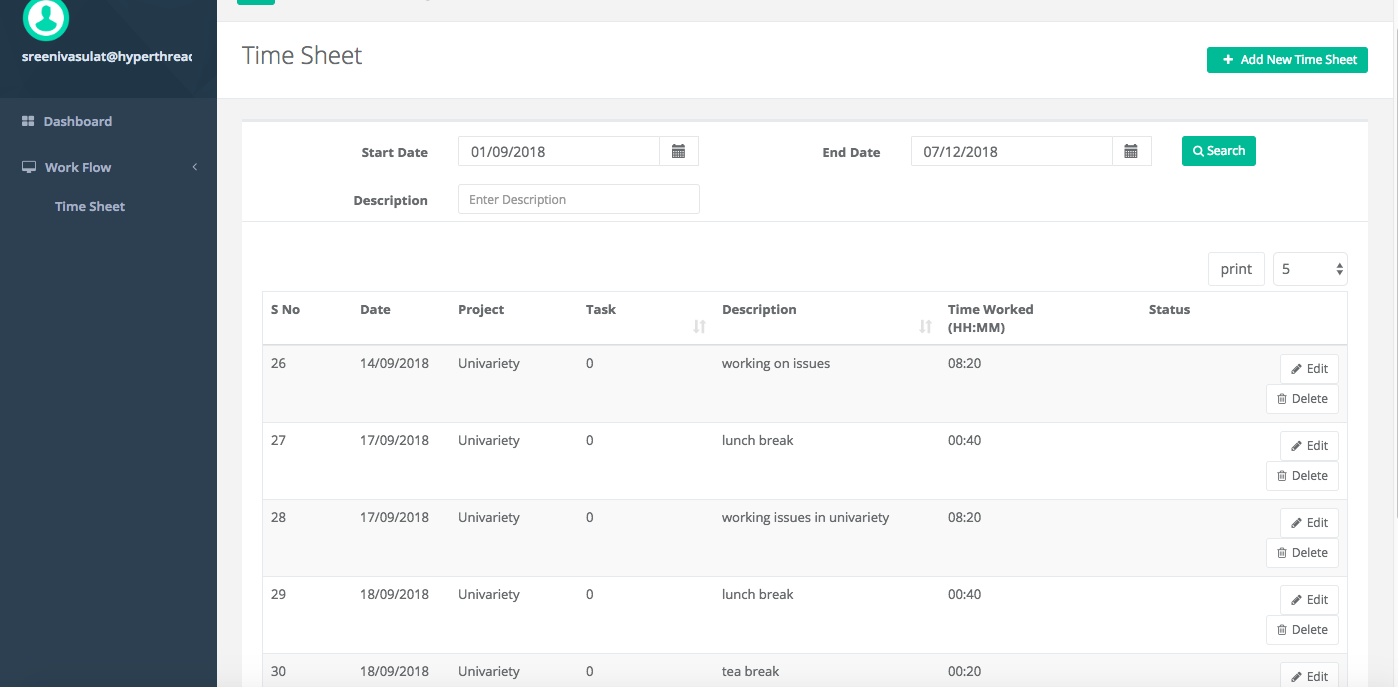 sreenivasulat@hyperthread
Time Sheet
+ Add New Time Sheet
Dashboard
Work Flow
Time Sheet
Start Date 01/09/2018 End Date 07/12/2018 Search
Description Enter Description
print 5
S No Date Project Task Description Time Worked (HH:MM) Status
26 14/09/2018 Univariety 0 working on issues 08:20 Edit
Delete
27 17/09/2018 Univariety 0 lunch break 00:40 Edit
Delete
28 17/09/2018 Univariety 0 working issues in univariety 08:20 Edit
Delete
29 18/09/2018 Univariety 0 lunch break 00:40 Edit
Delete
30 18/09/2018 Univariety 0 tea break 00:20 Edit